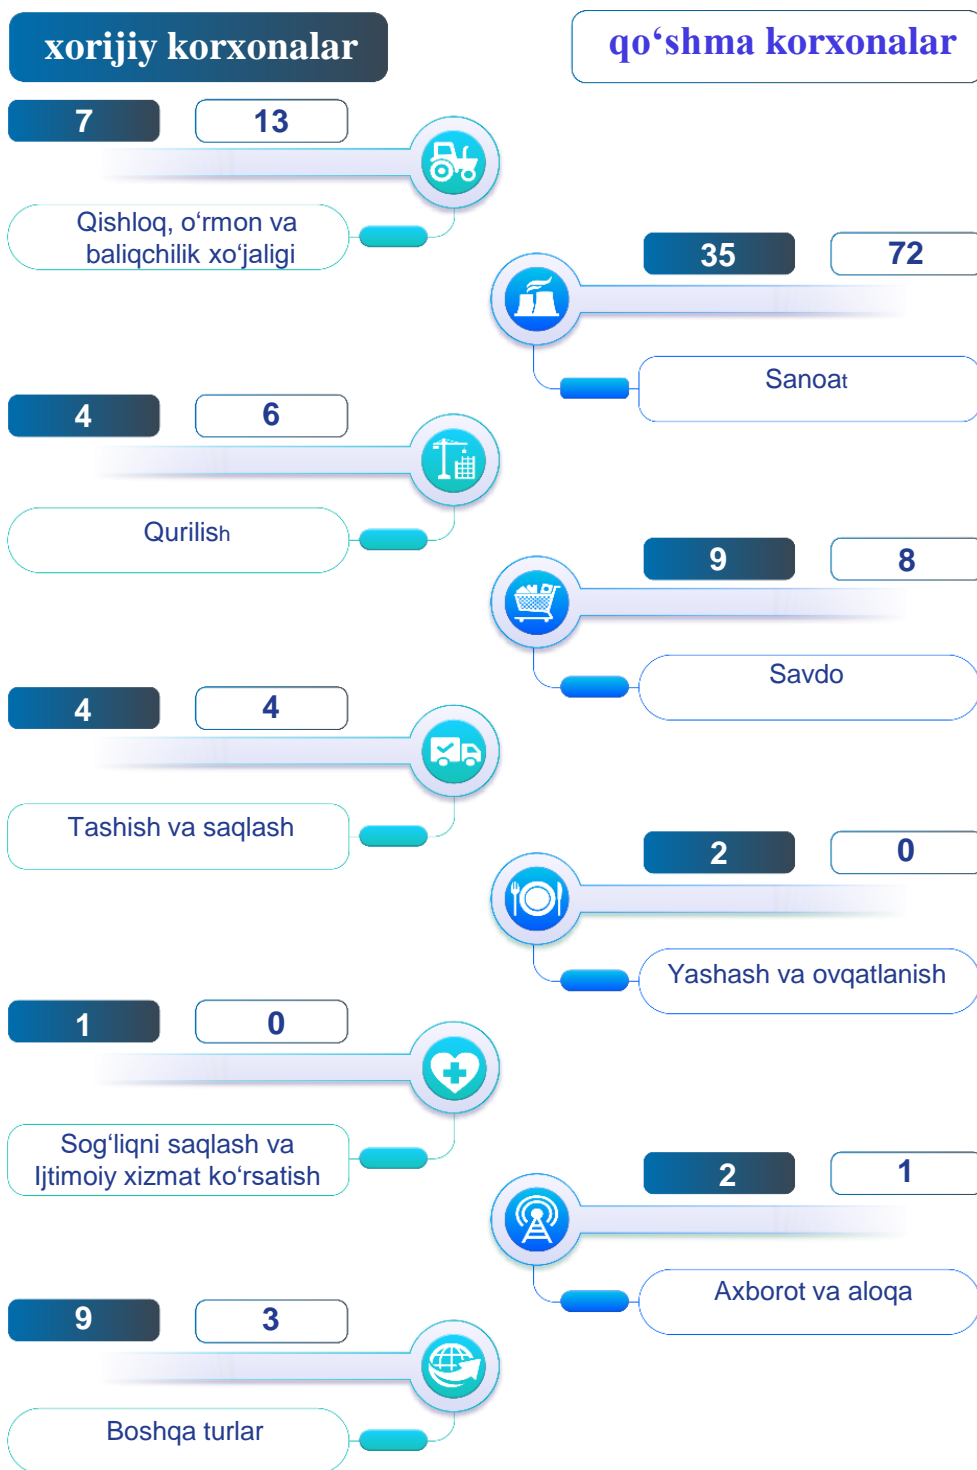 xorijiy korxonalar
qo‘shma korxonalar
7
13
Qishloq, o‘rmon va
baliqchilik xo‘jaligi
35
72
Sanoat
4
6
Qurilish
9
8
Savdo
4
4
Tashish va saqlash
2
0
Yashash va ovqatlanish
1
0
Sog‘liqni saqlash va
Ijtimoiy xizmat ko‘rsatish
2
1
Axborot va aloqa
9
3
Boshqa turlar